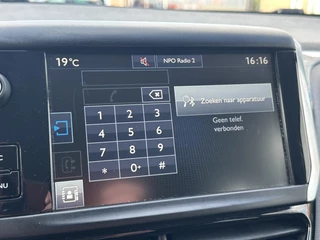 19°C
NPO Radio 2
16:16
Zoeken naar apparatuur
Geen telef.
verbonden
1 2 3
4 5 6
7 8 9
* 0+ #
NU